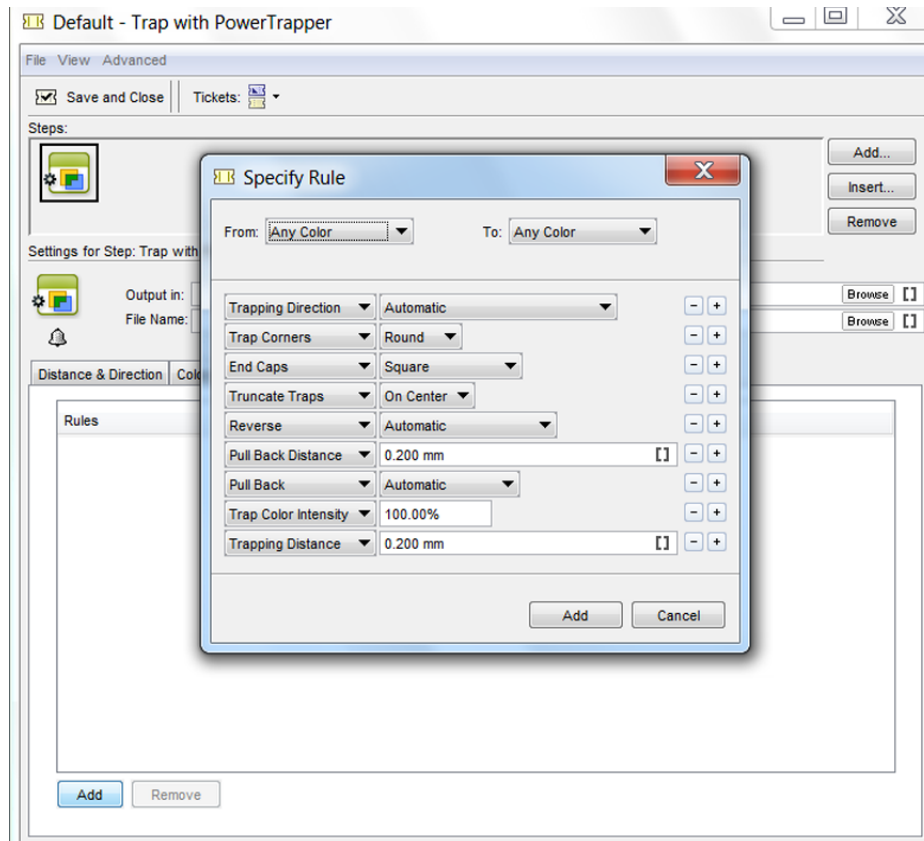 Default - Trap with PowerTrapper
File View Advanced
Save and Close Tickets:
Steps:
Add...
Insert...
Remove
Settings for Step: Trap with
Output in: Browse []
File Name: Browse []
Distance & Direction
Rules
Add Remove
Specify Rule
From: Any Color To: Any Color
Trapping Direction Automatic - +
Trap Corners Round - +
End Caps Square - +
Truncate Traps On Center - +
Reverse Automatic - +
Pull Back Distance 0.200 mm [] - +
Pull Back Automatic - +
Trap Color Intensity 100.00% - +
Trapping Distance 0.200 mm [] - +
Add Cancel